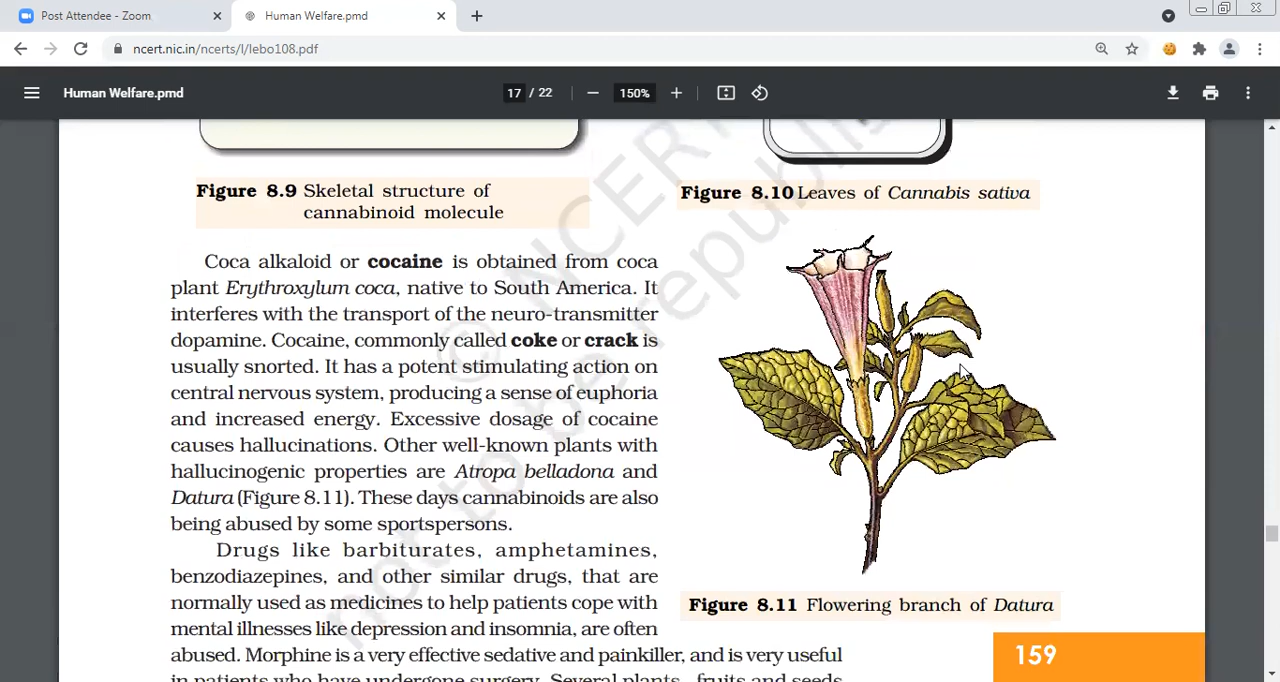 Post Attendee - Zoom
Human Welfare.pmd
ncert.nic.in/ncerts/l/lebo108.pdf
Human Welfare.pmd
17 / 22
150%
Figure 8.9 Skeletal structure of
cannabinoid molecule
Figure 8.10 Leaves of Cannabis sativa
Coca alkaloid or cocaine is obtained from coca
plant Erythroxylum coca, native to South America. It
interferes with the transport of the neuro-transmitter
dopamine. Cocaine, commonly called coke or crack is
usually snorted. It has a potent stimulating action on
central nervous system, producing a sense of euphoria
and increased energy. Excessive dosage of cocaine
causes hallucinations. Other well-known plants with
hallucinogenic properties are Atropa belladona and
Datura (Figure 8.11). These days cannabinoids are also
being abused by some sportspersons.
Drugs like barbiturates, amphetamines,
benzodiazepines, and other similar drugs, that are
normally used as medicines to help patients cope with
mental illnesses like depression and insomnia, are often
abused. Morphine is a very effective sedative and painkiller, and is very useful
in patients who have undergone surgery. Several plants, fruits and seeds
Figure 8.11 Flowering branch of Datura
159
© NCER
not to be republis